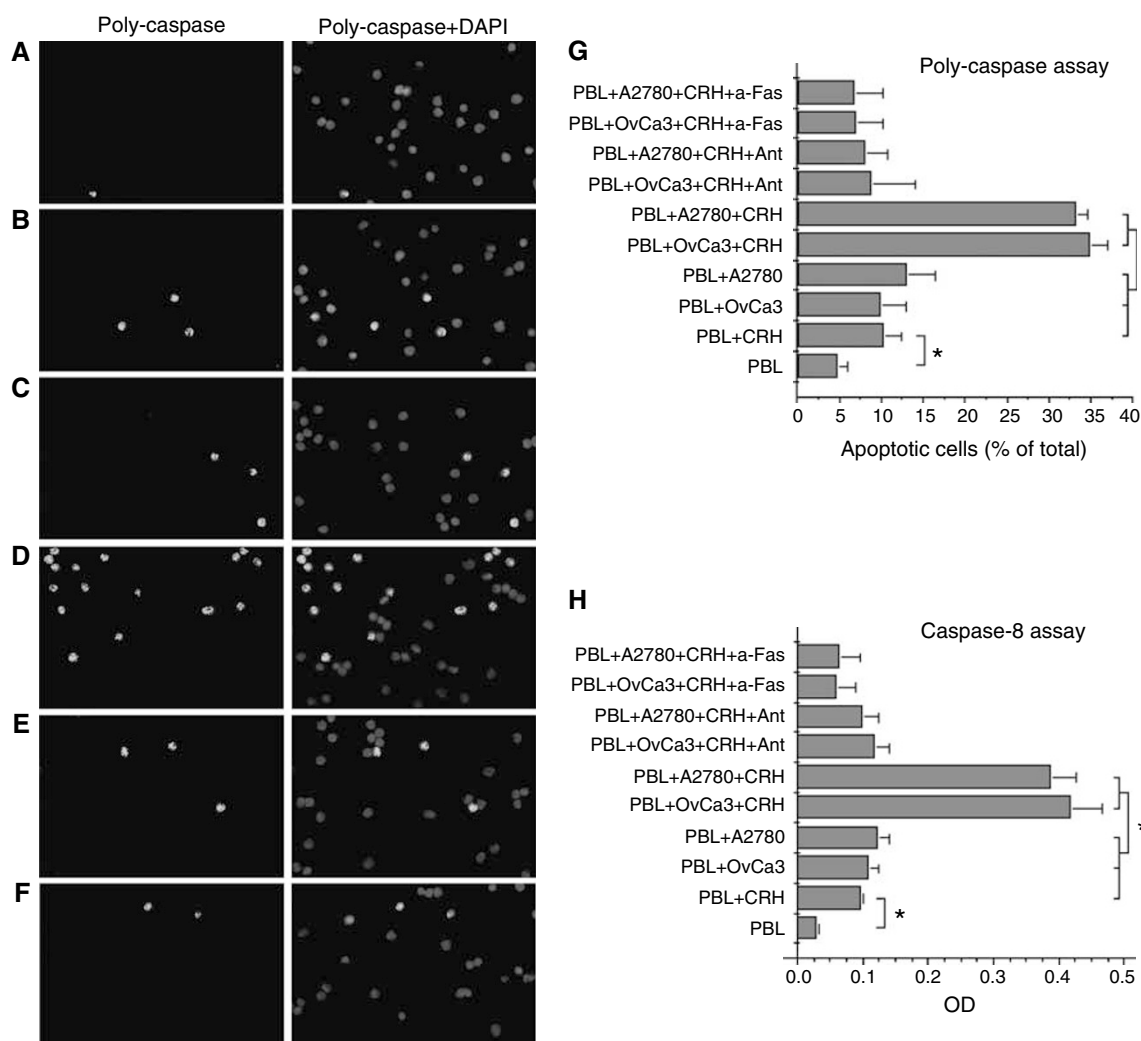 Poly-caspase
Poly-caspase+DAPI
A
B
C
D
E
F
G
Poly-caspase assay
PBL+A2780+CRH+a-Fas
PBL+OvCa3+CRH+a-Fas
PBL+A2780+CRH+Ant
PBL+OvCa3+CRH+Ant
PBL+A2780+CRH
PBL+OvCa3+CRH
PBL+A2780
PBL+OvCa3
PBL+CRH
*
PBL
0 5 10 15 20 25 30 35 40
Apoptotic cells (% of total)
H
Caspase-8 assay
PBL+A2780+CRH+a-Fas
PBL+OvCa3+CRH+a-Fas
PBL+A2780+CRH+Ant
PBL+OvCa3+CRH+Ant
PBL+A2780+CRH
PBL+OvCa3+CRH
*
PBL+A2780
PBL+OvCa3
PBL+CRH
*
PBL
0.0 0.1 0.2 0.3 0.4 0.5
OD